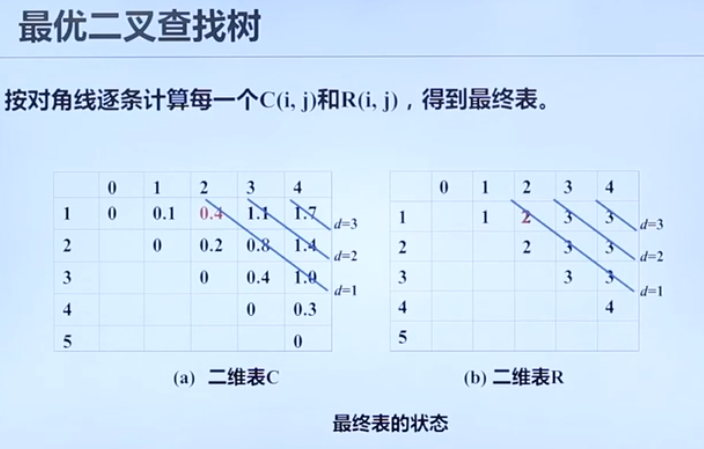 最优二叉查找树
按对角线逐条计算每一个C(i, j)和R(i, j)，得到最终表。
0 1 2 3 4
1 0 0.1 0.4 1.1 1.7
d=3
2 0 0.2 0.8 1.4
d=2
3 0 0.4 1.0
d=1
4 0 0.3
5 0
(a) 二维表C
0 1 2 3 4
1 1 2 3 3
d=3
2 2 3 3
d=2
3 3 3
d=1
4 4
5
(b) 二维表R
最终表的状态